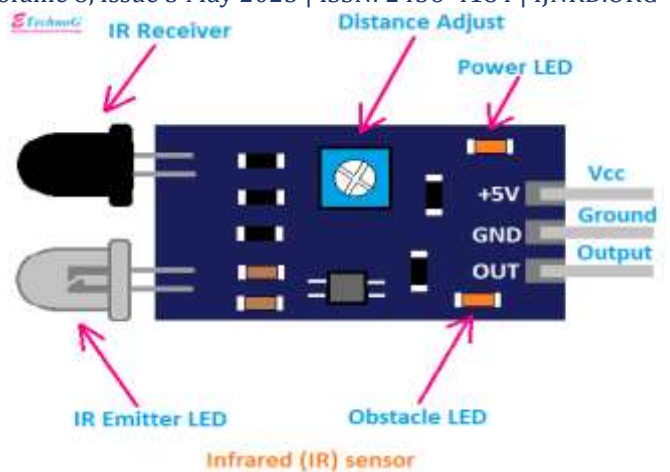 ETechnoG
IR Receiver
Distance Adjust
Power LED
+5V
Vcc
GND
Ground
OUT
Output
IR Emitter LED
Obstacle LED
Infrared (IR) sensor